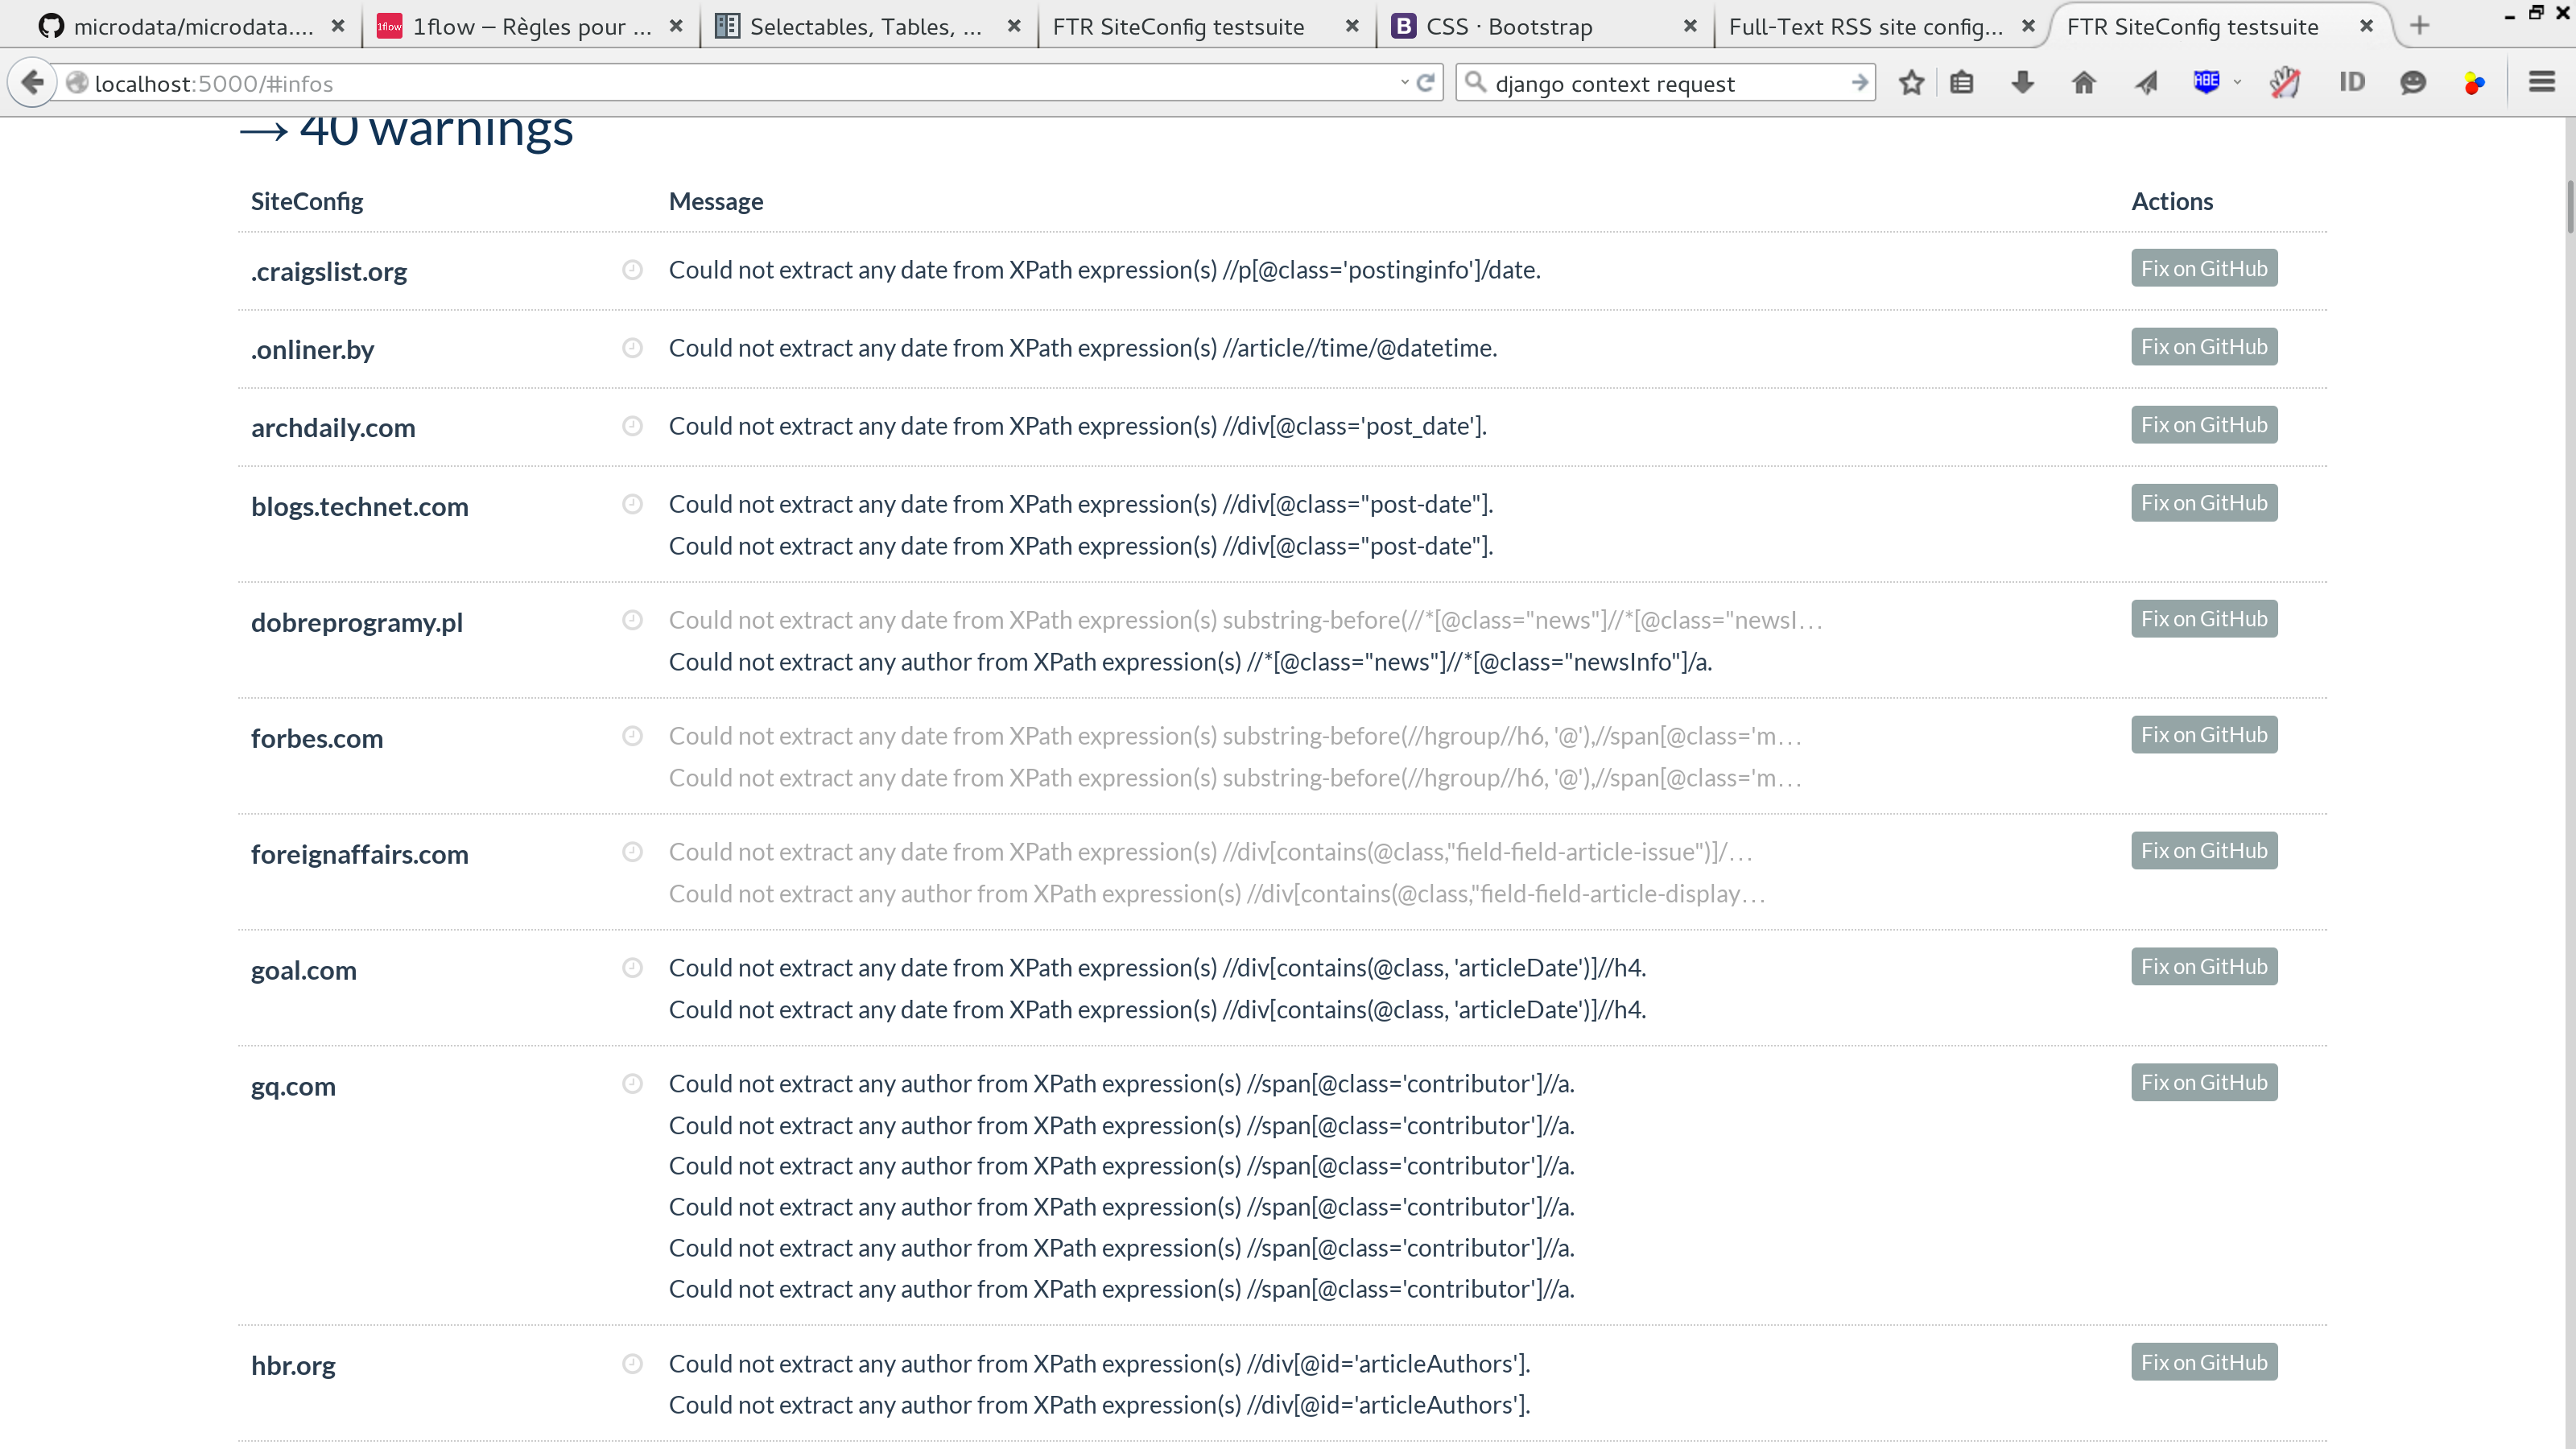 microdata/microdata....
1flow
1flow — Règles pour ...
Selectables, Tables, ...
FTR SiteConfig testsuite
B
CSS · Bootstrap
Full-Text RSS site config...
FTR SiteConfig testsuite
localhost:5000/#infos
django context request
ABE
ID
→ 40 warnings
SiteConfig Message Actions
.craigslist.org Could not extract any date from XPath expression(s) //p[@class='postinginfo']/date. Fix on GitHub
.onliner.by Could not extract any date from XPath expression(s) //article//time/@datetime. Fix on GitHub
archdaily.com Could not extract any date from XPath expression(s) //div[@class='post_date']. Fix on GitHub
blogs.technet.com Could not extract any date from XPath expression(s) //div[@class="post-date"]. Fix on GitHub
Could not extract any date from XPath expression(s) //div[@class="post-date"].
dobreprogramy.pl Could not extract any date from XPath expression(s) substring-before(//*[@class="news"]//*[@class="newsI… Fix on GitHub
Could not extract any author from XPath expression(s) //*[@class="news"]//*[@class="newsInfo"]/a.
forbes.com Could not extract any date from XPath expression(s) substring-before(//hgroup//h6, '@'),//span[@class='m… Fix on GitHub
Could not extract any date from XPath expression(s) substring-before(//hgroup//h6, '@'),//span[@class='m…
foreignaffairs.com Could not extract any date from XPath expression(s) //div[contains(@class,"field-field-article-issue")]/… Fix on GitHub
Could not extract any author from XPath expression(s) //div[contains(@class,"field-field-article-display…
goal.com Could not extract any date from XPath expression(s) //div[contains(@class, 'articleDate')]//h4. Fix on GitHub
Could not extract any date from XPath expression(s) //div[contains(@class, 'articleDate')]//h4.
gq.com Could not extract any author from XPath expression(s) //span[@class='contributor']//a. Fix on GitHub
Could not extract any author from XPath expression(s) //span[@class='contributor']//a.
Could not extract any author from XPath expression(s) //span[@class='contributor']//a.
Could not extract any author from XPath expression(s) //span[@class='contributor']//a.
Could not extract any author from XPath expression(s) //span[@class='contributor']//a.
Could not extract any author from XPath expression(s) //span[@class='contributor']//a.
hbr.org Could not extract any author from XPath expression(s) //div[@id='articleAuthors']. Fix on GitHub
Could not extract any author from XPath expression(s) //div[@id='articleAuthors'].